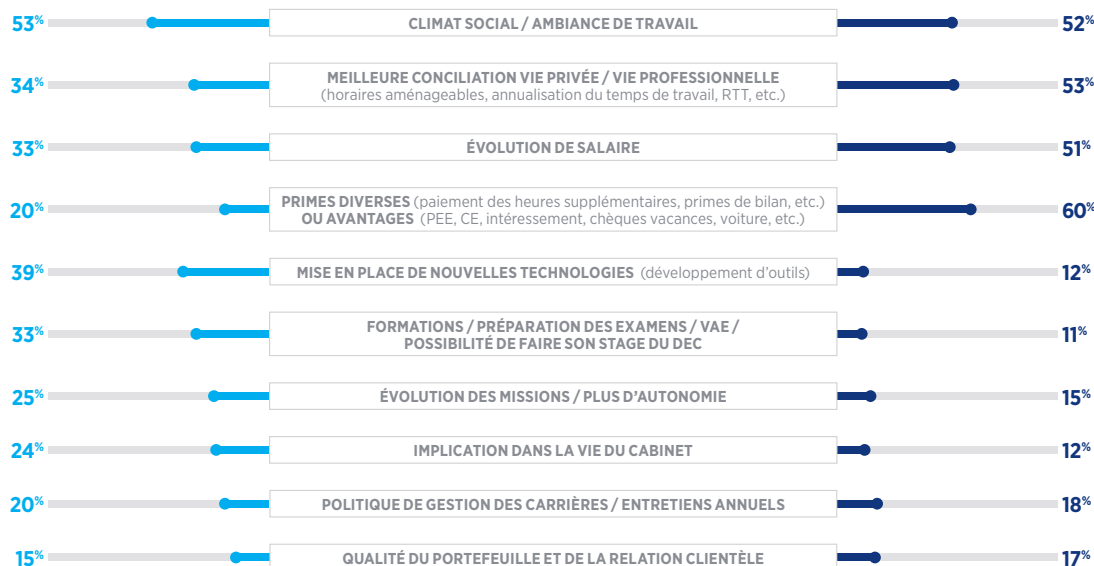 53% CLIMAT SOCIAL / AMBIANCE DE TRAVAIL 52%
MEILLEURE CONCILIATION VIE PRIVÉE / VIE PROFESSIONNELLE
34% (horaires aménageables, annualisation du temps de travail, RTT, etc.) 53%
33% ÉVOLUTION DE SALAIRE 51%
PRIMES DIVERSES (paiement des heures supplémentaires, primes de bilan, etc.)
20% OU AVANTAGES (PEE, CE, intéressement, chèques vacances, voiture, etc.) 60%
39% MISE EN PLACE DE NOUVELLES TECHNOLOGIES (développement d'outils) 12%
FORMATIONS / PRÉPARATION DES EXAMENS / VAE /
33% POSSIBILITÉ DE FAIRE SON STAGE DU DEC 11%
25% ÉVOLUTION DES MISSIONS / PLUS D'AUTONOMIE 15%
24% IMPLICATION DANS LA VIE DU CABINET 12%
20% POLITIQUE DE GESTION DES CARRIÈRES / ENTRETIENS ANNUELS 18%
15% QUALITÉ DU PORTEFEUILLE ET DE LA RELATION CLIENTÈLE 17%